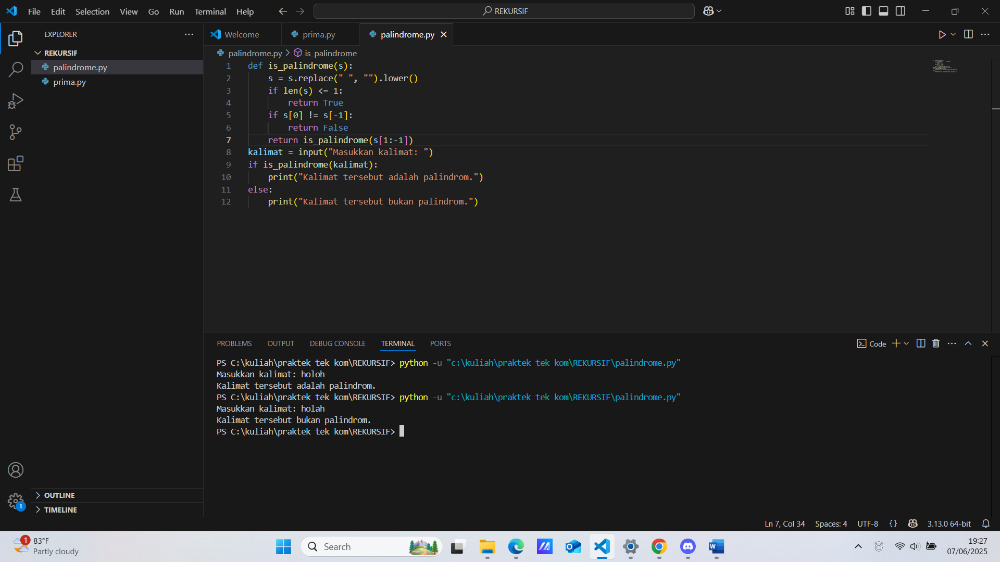 File Edit Selection View Go Run Terminal Help
REKURSIF
EXPLORER
REKURSIF
palindrome.py
prima.py
OUTLINE
TIMELINE
1
Welcome prima.py palindrome.py
palindrome.py > is_palindrome
1 def is_palindrome(s):
2 s = s.replace(" ", "").lower()
3 if len(s) <= 1:
4 return True
5 if s[0] != s[-1]:
6 return False
7 return is_palindrome(s[1:-1])
8 kalimat = input("Masukkan kalimat: ")
9 if is_palindrome(kalimat):
10 print("Kalimat tersebut adalah palindrom.")
11 else:
12 print("Kalimat tersebut bukan palindrom.")
PROBLEMS OUTPUT DEBUG CONSOLE TERMINAL PORTS
Code
PS C:\kuliah\praktek tek kom\REKURSIF> python -u "c:\kuliah\praktek tek kom\REKURSIF\palindrome.py"
Masukkan kalimat: holoh
Kalimat tersebut adalah palindrom.
PS C:\kuliah\praktek tek kom\REKURSIF> python -u "c:\kuliah\praktek tek kom\REKURSIF\palindrome.py"
Masukkan kalimat: holah
Kalimat tersebut bukan palindrom.
PS C:\kuliah\praktek tek kom\REKURSIF>
Ln 7, Col 34 Spaces: 4 UTF-8 {} 3.13.0 64-bit
1
83°F
Partly cloudy
Search
19:27
07/06/2025